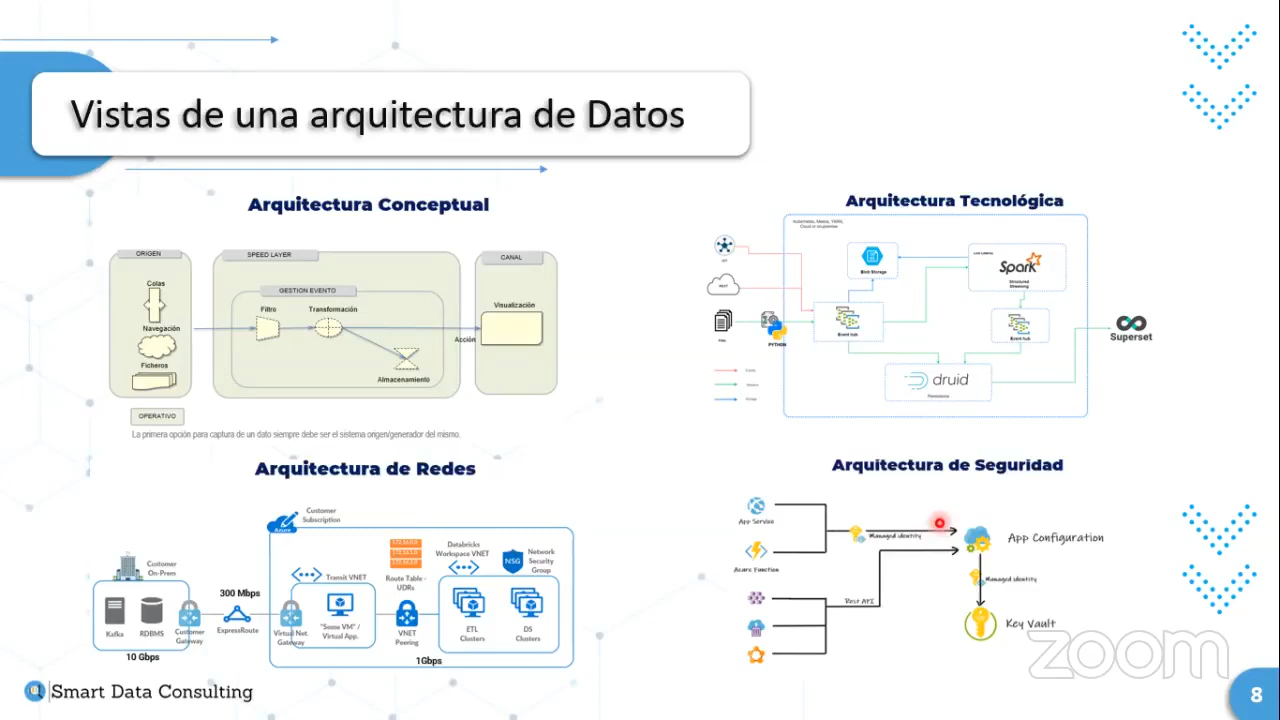 Vistas de una arquitectura de Datos
Arquitectura Conceptual
ORIGEN
Colas
Navegación
Ficheros
SPEED LAYER
GESTION EVENTO
Filtro
Transformación
Almacenamiento
Acción
CANAL
Visualización
OPERATIVO
La primera opción para captura de un dato siempre debe ser el sistema origen/generador del mismo.
Arquitectura Tecnológica
Cloud or onpremise
REST
PYTHON
Blob Storage
Event hub
Spark
Structured
Streaming
Event hub
druid
Superset
Arquitectura de Redes
Customer
On-Prem
Kafka
RDBMS
Customer
Gateway
10 Gbps
300 Mbps
ExpressRoute
Azure
Customer
Subscription
Virtual Net.
Gateway
Transit VNET
"Some VM" /
Virtual App.
Route Table -
UDRs
VNET
Peering
Databricks
Workspace VNET
NSG
Network
Security
Group
ETL
Clusters
DS
Clusters
1Gbps
Arquitectura de Seguridad
App Service
Azure Function
Managed identity
Rest API
App Configuration
Managed identity
Key Vault
zoom
Smart Data Consulting
8